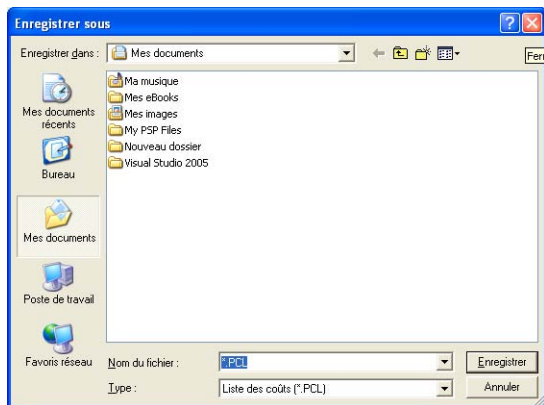 Enregistrer sous
Enregistrer dans :
Mes documents
Fer
Mes documents récents
Bureau
Mes documents
Poste de travail
Favoris réseau
Ma musique
Mes eBooks
Mes images
My PSP Files
Nouveau dossier
Visual Studio 2005
Nom du fichier :
*.PCL
Enregistrer
Type :
Liste des coûts (*.PCL)
Annuler